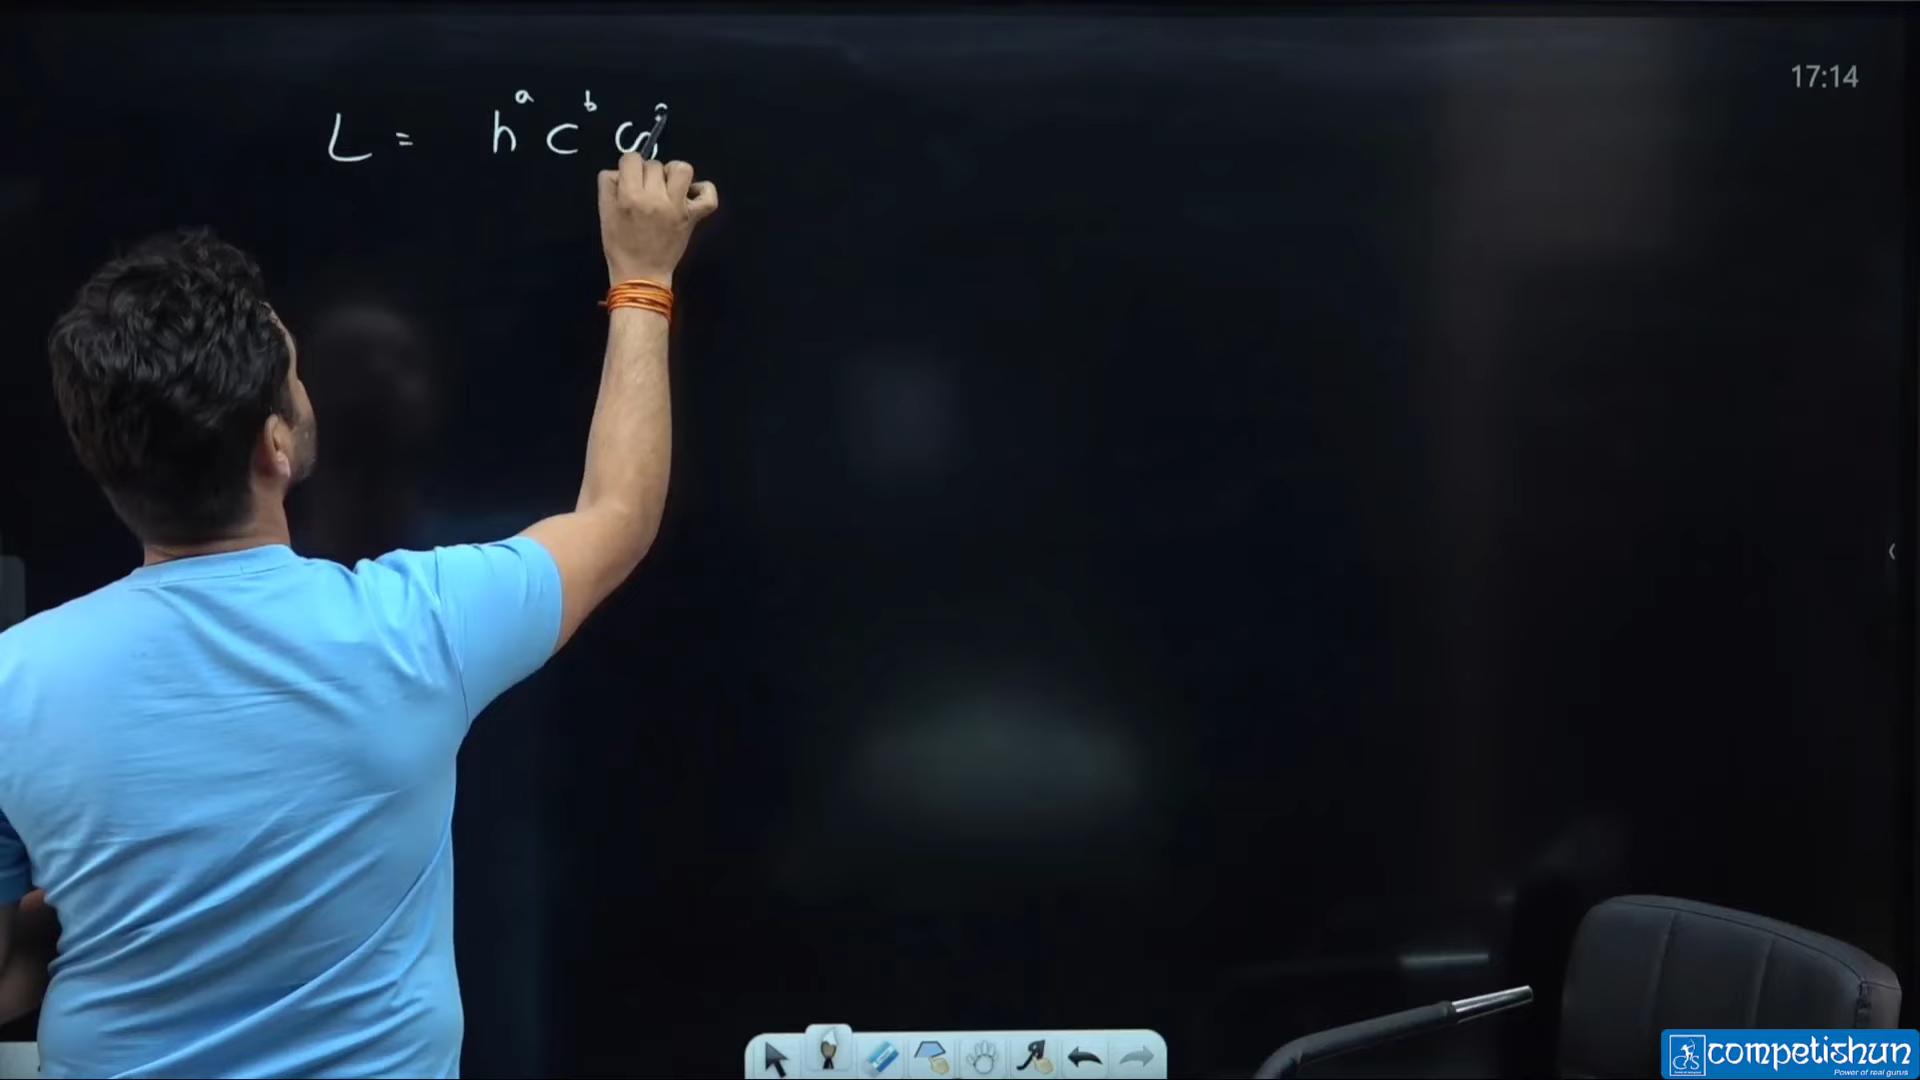 17:14
L = h^a c^b G
competishun
Power of real gurus